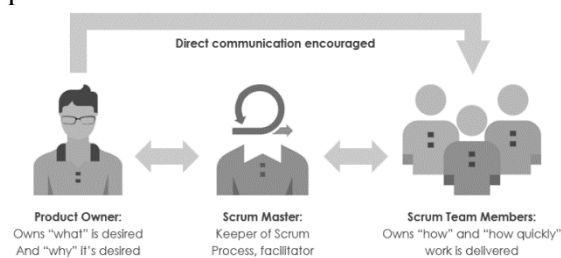 Direct communication encouraged
Product Owner:
Owns “what” is desired
And “why” it’s desired
Scrum Master:
Keeper of Scrum
Process, facilitator
Scrum Team Members:
Owns “how” and “how quickly”
work is delivered